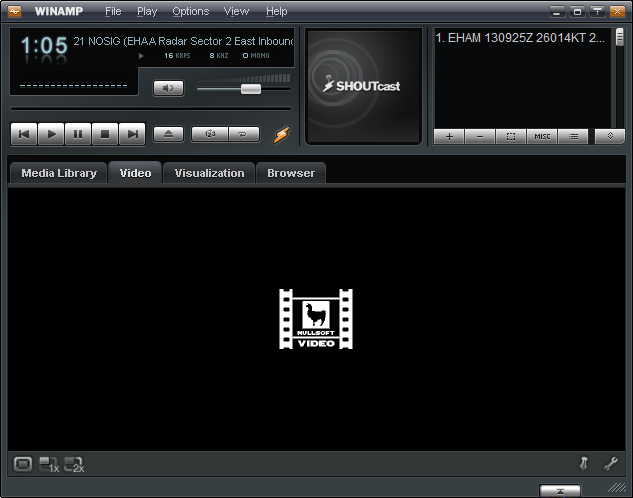 WINAMP File Play Options View Help
1:05
21 NOSIG (EHAA Radar Sector 2 East Inbound
16 KBPS 8 KHZ 0 MONO
SHOUTcast
1. EHAM 130925Z 26014KT 2...
+ - MISC
Media Library Video Visualization Browser
NULLSOFT
VIDEO
1x 2x